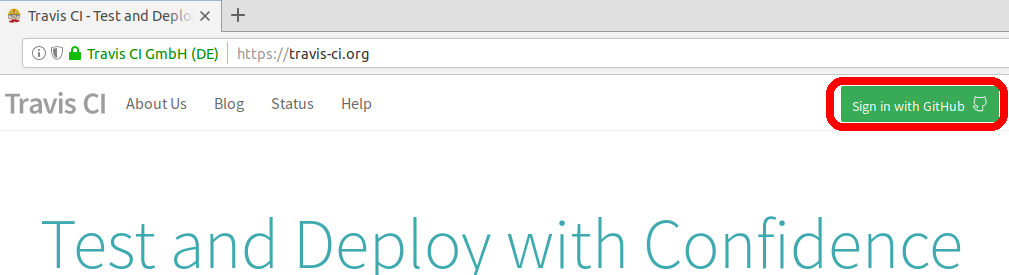 Travis CI - Test and Deplo
Travis CI GmbH (DE) https://travis-ci.org
Travis CI About Us Blog Status Help Sign in with GitHub
Test and Deploy with Confidence